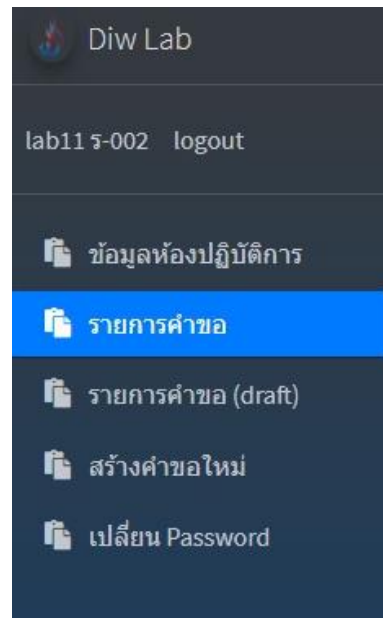 Diw Lab
lab11 ร-002 logout
ข้อมูลห้องปฏิบัติการ
รายการคำขอ
รายการคำขอ (draft)
สร้างคำขอใหม่
เปลี่ยน Password